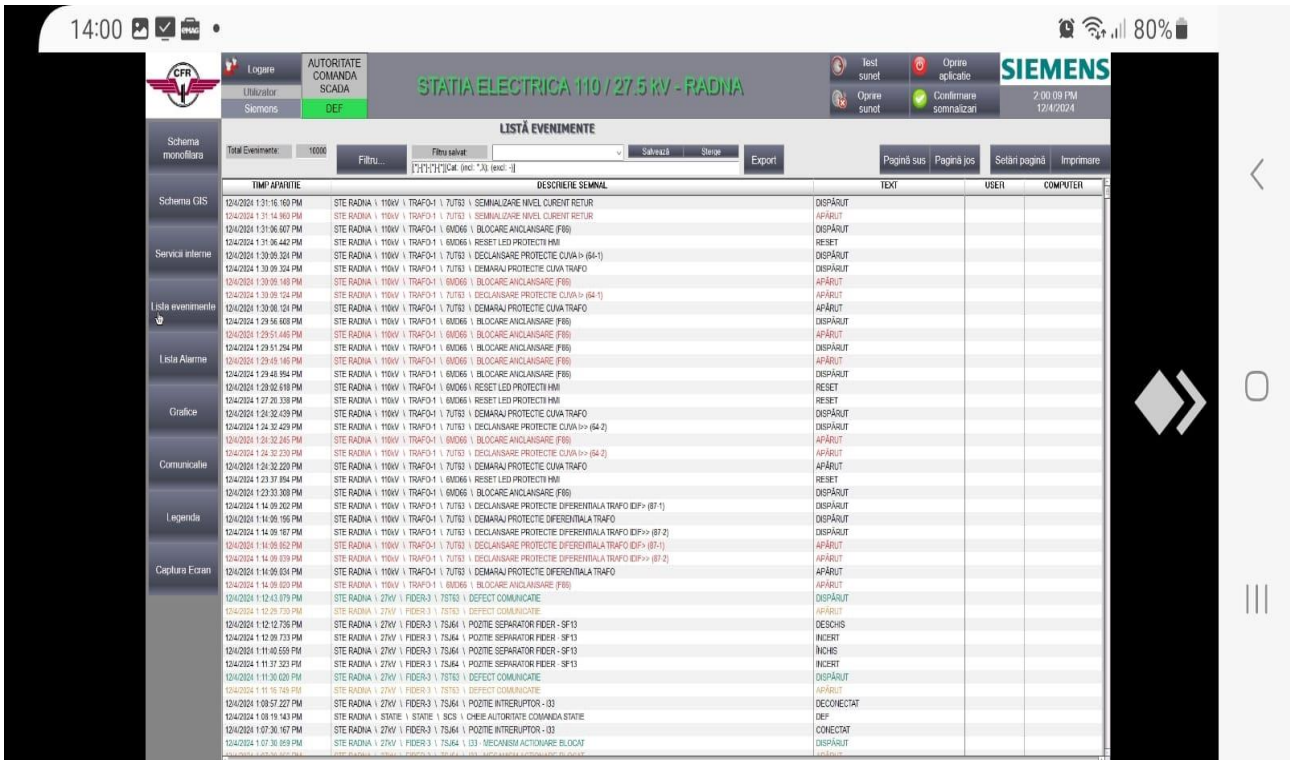 14:00
80%
CFR
Logare
Utilizator
Siemens
AUTORITATE
COMANDA
SCADA
DEF
STATIA ELECTRICA 110 / 27.5 kV - RADNA
Test
sunet
Oprire
aplicatie
Oprire
sunet
Confirmare
semnalizari
SIEMENS
2:00:09 PM
12/4/2024
LISTĂ EVENIMENTE
Total Evenimente: 10000
Filtru...
Filtru salvat:
Salvează Sterge
Export
Pagină sus Pagină jos Setări pagină Imprimare
Schema
monofilara
Schema GIS
Servicii interne
Lista evenimente
Lista Alarme
Grafice
Comunicatie
Legenda
Captura Ecran
TIMP APARITIE DESCRIERE SEMNAL TEXT USER COMPUTER
12/4/2024 1:31:16.160 PM STE RADNA \ 110kV \ TRAFO-1 \ 7UT63 \ SEMNALIZARE NIVEL CURENT RETUR DISPĂRUT
12/4/2024 1:31:14.960 PM STE RADNA \ 110kV \ TRAFO-1 \ 7UT63 \ SEMNALIZARE NIVEL CURENT RETUR APĂRUT
12/4/2024 1:31:06.607 PM STE RADNA \ 110kV \ TRAFO-1 \ 6MD66 \ BLOCARE ANCLANSARE (F86) DISPĂRUT
12/4/2024 1:31:06.442 PM STE RADNA \ 110kV \ TRAFO-1 \ 6MD66 \ RESET LED PROTECTII HMI RESET
12/4/2024 1:30:09.324 PM STE RADNA \ 110kV \ TRAFO-1 \ 7UT63 \ DECLANSARE PROTECTIE CUVA I> (64-1) DISPĂRUT
12/4/2024 1:30:09.324 PM STE RADNA \ 110kV \ TRAFO-1 \ 7UT63 \ DEMARAJ PROTECTIE CUVA TRAFO DISPĂRUT
12/4/2024 1:30:09.148 PM STE RADNA \ 110kV \ TRAFO-1 \ 6MD66 \ BLOCARE ANCLANSARE (F86) APĂRUT
12/4/2024 1:30:09.124 PM STE RADNA \ 110kV \ TRAFO-1 \ 7UT63 \ DECLANSARE PROTECTIE CUVA I> (64-1) APĂRUT
12/4/2024 1:30:08.124 PM STE RADNA \ 110kV \ TRAFO-1 \ 7UT63 \ DEMARAJ PROTECTIE CUVA TRAFO APĂRUT
12/4/2024 1:29:56.608 PM STE RADNA \ 110kV \ TRAFO-1 \ 6MD66 \ BLOCARE ANCLANSARE (F86) DISPĂRUT
12/4/2024 1:29:51.446 PM STE RADNA \ 110kV \ TRAFO-1 \ 6MD66 \ BLOCARE ANCLANSARE (F86) APĂRUT
12/4/2024 1:29:51.294 PM STE RADNA \ 110kV \ TRAFO-1 \ 6MD66 \ BLOCARE ANCLANSARE (F86) DISPĂRUT
12/4/2024 1:29:49.146 PM STE RADNA \ 110kV \ TRAFO-1 \ 6MD66 \ BLOCARE ANCLANSARE (F86) APĂRUT
12/4/2024 1:29:48.994 PM STE RADNA \ 110kV \ TRAFO-1 \ 6MD66 \ BLOCARE ANCLANSARE (F86) DISPĂRUT
12/4/2024 1:28:02.618 PM STE RADNA \ 110kV \ TRAFO-1 \ 6MD66 \ RESET LED PROTECTII HMI RESET
12/4/2024 1:27:20.338 PM STE RADNA \ 110kV \ TRAFO-1 \ 6MD66 \ RESET LED PROTECTII HMI RESET
12/4/2024 1:24:32.439 PM STE RADNA \ 110kV \ TRAFO-1 \ 7UT63 \ DEMARAJ PROTECTIE CUVA TRAFO DISPĂRUT
12/4/2024 1:24:32.429 PM STE RADNA \ 110kV \ TRAFO-1 \ 7UT63 \ DECLANSARE PROTECTIE CUVA I>> (64-2) DISPĂRUT
12/4/2024 1:24:32.245 PM STE RADNA \ 110kV \ TRAFO-1 \ 6MD66 \ BLOCARE ANCLANSARE (F86) APĂRUT
12/4/2024 1:24:32.230 PM STE RADNA \ 110kV \ TRAFO-1 \ 7UT63 \ DECLANSARE PROTECTIE CUVA I>> (64-2) APĂRUT
12/4/2024 1:24:32.220 PM STE RADNA \ 110kV \ TRAFO-1 \ 7UT63 \ DEMARAJ PROTECTIE CUVA TRAFO APĂRUT
12/4/2024 1:23:37.894 PM STE RADNA \ 110kV \ TRAFO-1 \ 6MD66 \ RESET LED PROTECTII HMI RESET
12/4/2024 1:23:33.308 PM STE RADNA \ 110kV \ TRAFO-1 \ 6MD66 \ BLOCARE ANCLANSARE (F86) DISPĂRUT
12/4/2024 1:14:09.202 PM STE RADNA \ 110kV \ TRAFO-1 \ 7UT63 \ DECLANSARE PROTECTIE DIFERENTIALA TRAFO IDIF> (87-1) DISPĂRUT
12/4/2024 1:14:09.196 PM STE RADNA \ 110kV \ TRAFO-1 \ 7UT63 \ DEMARAJ PROTECTIE DIFERENTIALA TRAFO DISPĂRUT
12/4/2024 1:14:09.187 PM STE RADNA \ 110kV \ TRAFO-1 \ 7UT63 \ DECLANSARE PROTECTIE DIFERENTIALA TRAFO IDIF>> (87-2) DISPĂRUT
12/4/2024 1:14:09.052 PM STE RADNA \ 110kV \ TRAFO-1 \ 7UT63 \ DECLANSARE PROTECTIE DIFERENTIALA TRAFO IDIF> (87-1) APĂRUT
12/4/2024 1:14:09.039 PM STE RADNA \ 110kV \ TRAFO-1 \ 7UT63 \ DECLANSARE PROTECTIE DIFERENTIALA TRAFO IDIF>> (87-2) APĂRUT
12/4/2024 1:14:09.034 PM STE RADNA \ 110kV \ TRAFO-1 \ 7UT63 \ DEMARAJ PROTECTIE DIFERENTIALA TRAFO APĂRUT
12/4/2024 1:14:09.020 PM STE RADNA \ 110kV \ TRAFO-1 \ 6MD66 \ BLOCARE ANCLANSARE (F86) APĂRUT
12/4/2024 1:12:43.079 PM STE RADNA \ 27kV \ FIDER-3 \ 7ST63 \ DEFECT COMUNICATIE DISPĂRUT
12/4/2024 1:12:29.730 PM STE RADNA \ 27kV \ FIDER-3 \ 7ST63 \ DEFECT COMUNICATIE APĂRUT
12/4/2024 1:12:12.736 PM STE RADNA \ 27kV \ FIDER-3 \ 7SJ64 \ POZITIE SEPARATOR FIDER - SF13 DESCHIS
12/4/2024 1:12:09.733 PM STE RADNA \ 27kV \ FIDER-3 \ 7SJ64 \ POZITIE SEPARATOR FIDER - SF13 INCERT
12/4/2024 1:11:40.559 PM STE RADNA \ 27kV \ FIDER-3 \ 7SJ64 \ POZITIE SEPARATOR FIDER - SF13 ÎNCHIS
12/4/2024 1:11:37.323 PM STE RADNA \ 27kV \ FIDER-3 \ 7SJ64 \ POZITIE SEPARATOR FIDER - SF13 INCERT
12/4/2024 1:11:30.020 PM STE RADNA \ 27kV \ FIDER-3 \ 7ST63 \ DEFECT COMUNICATIE DISPĂRUT
12/4/2024 1:11:16.749 PM STE RADNA \ 27kV \ FIDER-3 \ 7ST63 \ DEFECT COMUNICATIE APĂRUT
12/4/2024 1:08:57.227 PM STE RADNA \ 27kV \ FIDER-3 \ 7SJ64 \ POZITIE INTRERUPTOR - I33 DECONECTAT
12/4/2024 1:08:19.143 PM STE RADNA \ STATIE \ STATIE \ SCS \ CHEIE AUTORITATE COMANDA STATIE DEF
12/4/2024 1:07:30.167 PM STE RADNA \ 27kV \ FIDER-3 \ 7SJ64 \ POZITIE INTRERUPTOR - I33 CONECTAT
12/4/2024 1:07:30.059 PM STE RADNA \ 27kV \ FIDER-3 \ 7SJ64 \ I33 - MECANISM ACTIONARE BLOCAT DISPĂRUT